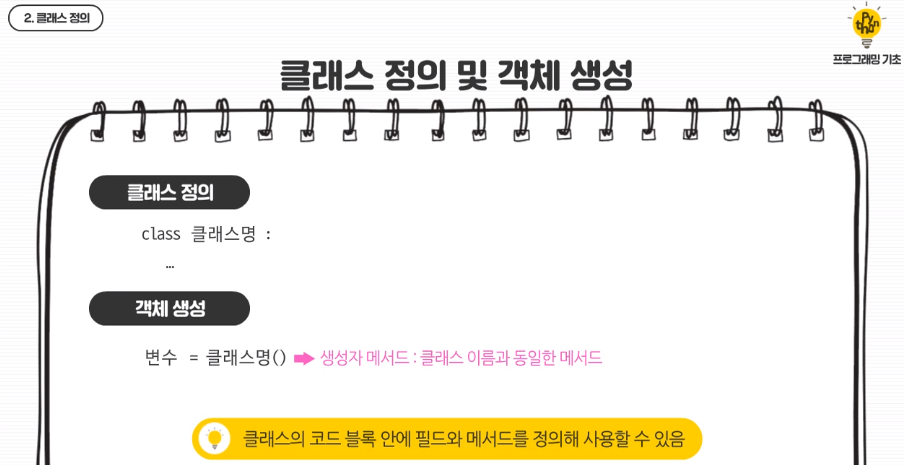 2. 클래스 정의
Python
프로그래밍 기초
클래스 정의 및 객체 생성
클래스 정의
class 클래스명 :
…
객체 생성
변수 = 클래스명() ➡ 생성자 메서드 : 클래스 이름과 동일한 메서드
클래스의 코드 블록 안에 필드와 메서드를 정의해 사용할 수 있음